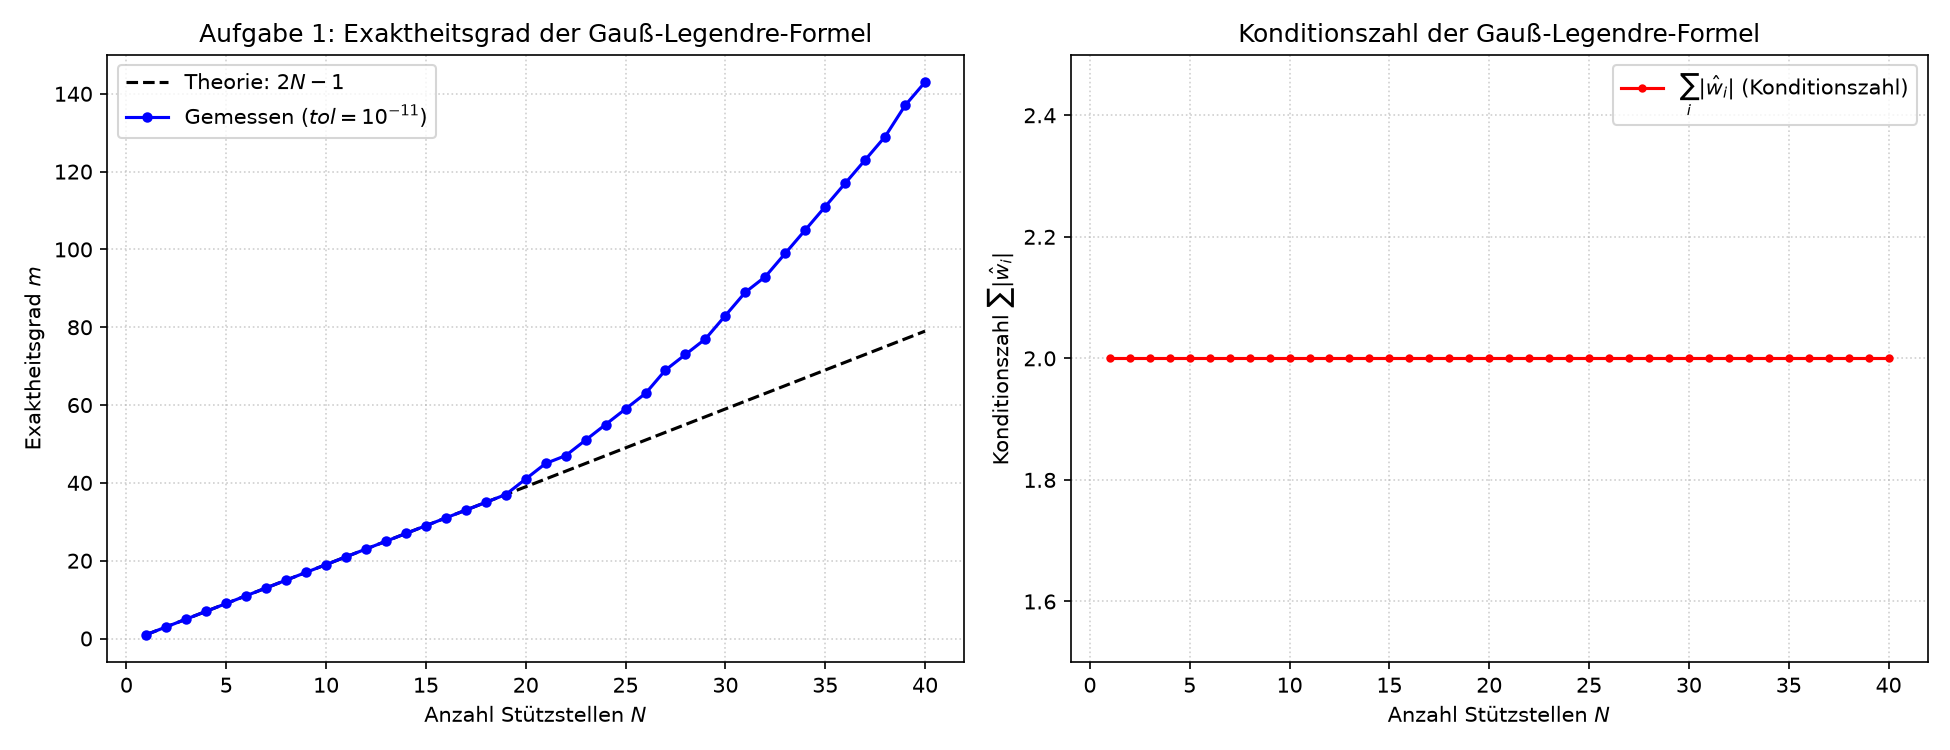 Aufgabe 1: Exaktheitsgrad der Gauß-Legendre-Formel
Theorie: 2N − 1
Gemessen (tol = 10⁻¹¹)
Exaktheitsgrad m
140
120
100
80
60
40
20
0
0 5 10 15 20 25 30 35 40
Anzahl Stützstellen N
Konditionszahl der Gauß-Legendre-Formel
∑ᵢ|ŵᵢ| (Konditionszahl)
Konditionszahl ∑|ŵᵢ|
2.4
2.2
2.0
1.8
1.6
0 5 10 15 20 25 30 35 40
Anzahl Stützstellen N